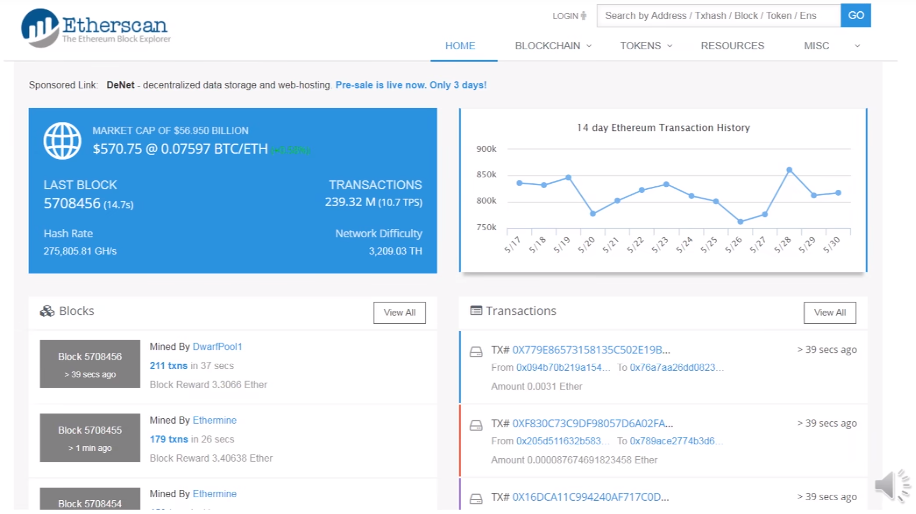 Etherscan
The Ethereum Block Explorer
LOGIN
Search by Address / Txhash / Block / Token / Ens
GO
HOME
BLOCKCHAIN
TOKENS
RESOURCES
MISC
Sponsored Link: DeNet - decentralized data storage and web-hosting. Pre-sale is live now. Only 3 days!
MARKET CAP OF $56.950 BILLION
$570.75 @ 0.07597 BTC/ETH
LAST BLOCK
5708456 (14.7s)
TRANSACTIONS
239.32 M (10.7 TPS)
Hash Rate
275,805.81 GH/s
Network Difficulty
3,209.03 TH
14 day Ethereum Transaction History
900k
850k
800k
750k
5/17 5/18 5/19 5/20 5/21 5/22 5/23 5/24 5/25 5/26 5/27 5/28 5/29 5/30
Blocks
View All
Block 5708456
> 39 secs ago
Mined By DwarfPool1
211 txns in 37 secs
Block Reward 3.3066 Ether
Block 5708455
> 1 min ago
Mined By Ethermine
179 txns in 26 secs
Block Reward 3.40638 Ether
Block 5708454
Mined By Ethermine
Transactions
View All
TX# 0X779E86573158135C502E19B...
> 39 secs ago
From 0x094b70b219a154... To 0x76a7aa26dd0823...
Amount 0.0031 Ether
TX# 0XF830C73C9DF98057D6A02FA...
> 39 secs ago
From 0x205d511632b583... To 0x789ace2774b3d6...
Amount 0.000087674691823458 Ether
TX# 0X16DCA11C994240AF717C0D...
> 39 secs ago